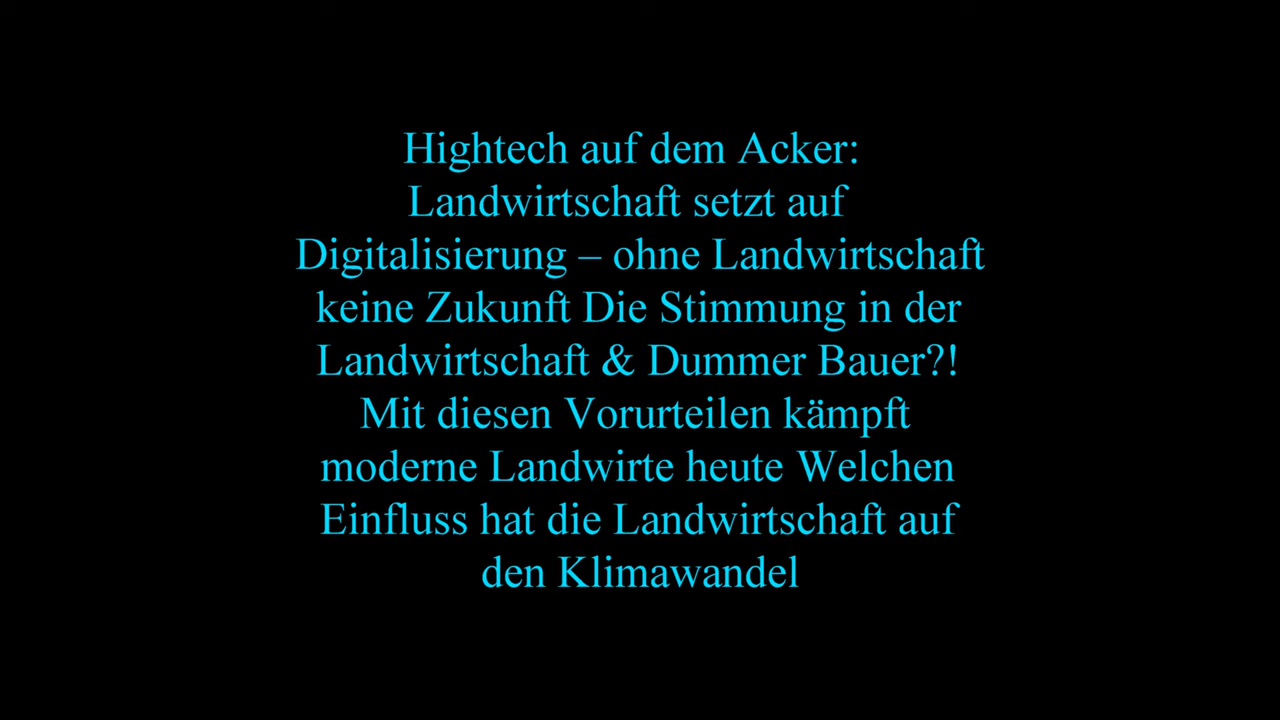 Hightech auf dem Acker:
Landwirtschaft setzt auf
Digitalisierung – ohne Landwirtschaft
keine Zukunft Die Stimmung in der
Landwirtschaft & Dummer Bauer?!
Mit diesen Vorurteilen kämpft
moderne Landwirte heute Welchen
Einfluss hat die Landwirtschaft auf
den Klimawandel